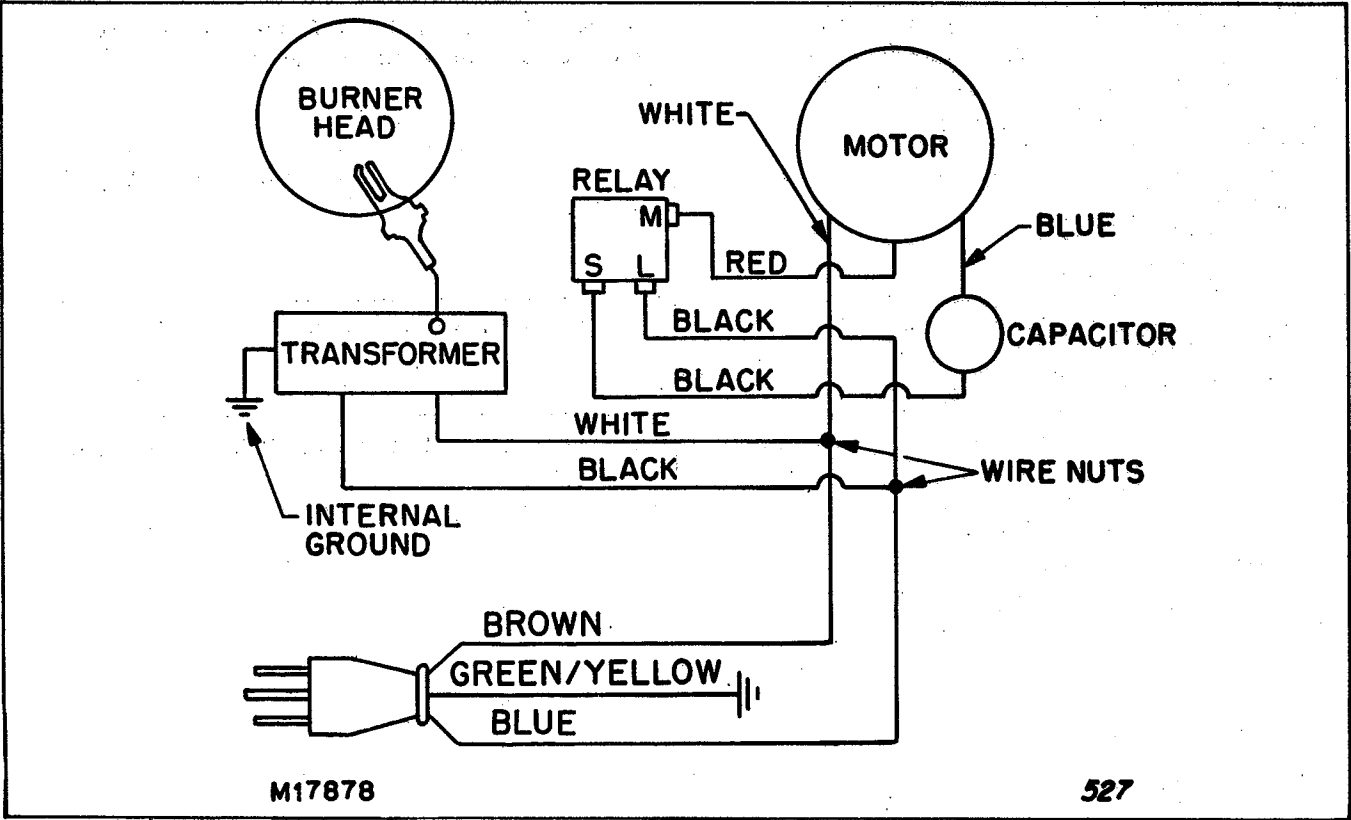 BURNER
HEAD
WHITE
MOTOR
RELAY
M
S L
BLUE
RED
BLACK
CAPACITOR
TRANSFORMER
BLACK
WHITE
BLACK
WIRE NUTS
INTERNAL
GROUND
BROWN
GREEN/YELLOW
BLUE
M17878
527